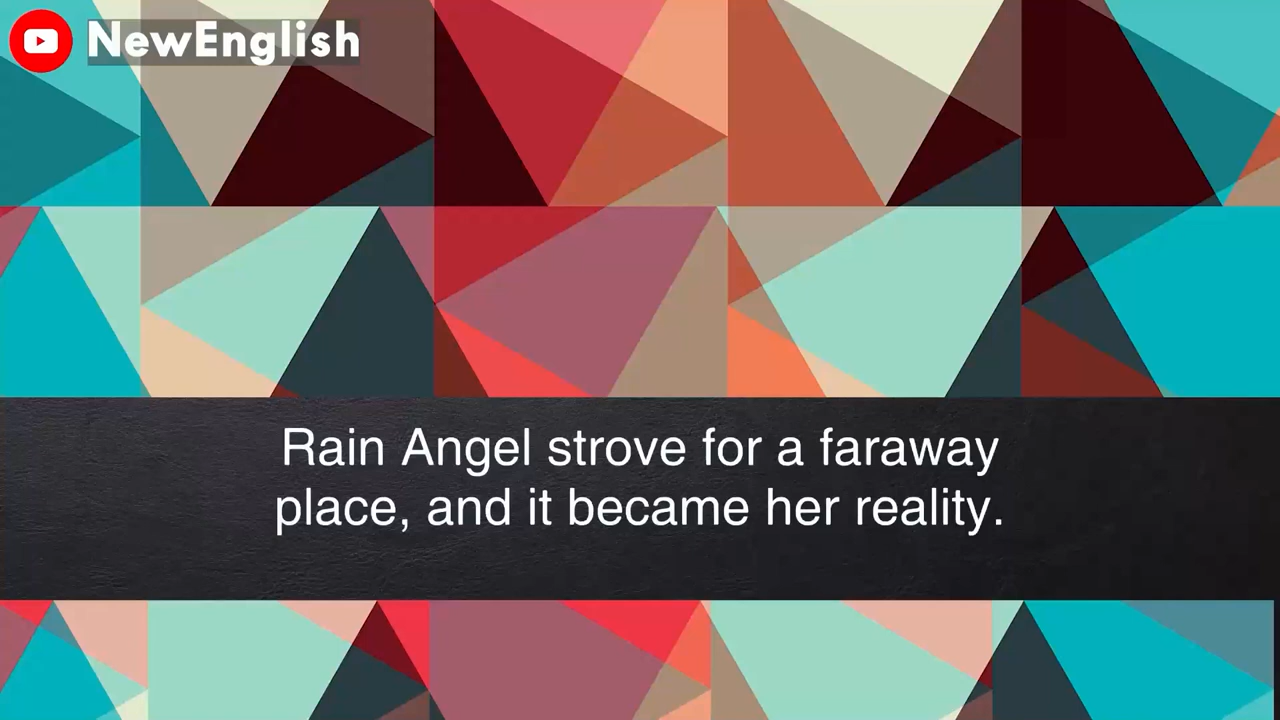 NewEnglish
Rain Angel strove for a faraway
place, and it became her reality.